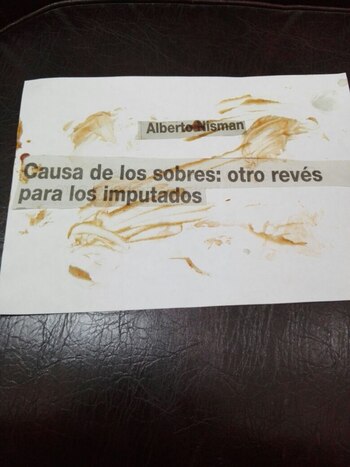 Alberto Nisman
Causa de los sobres: otro revés
para los imputados